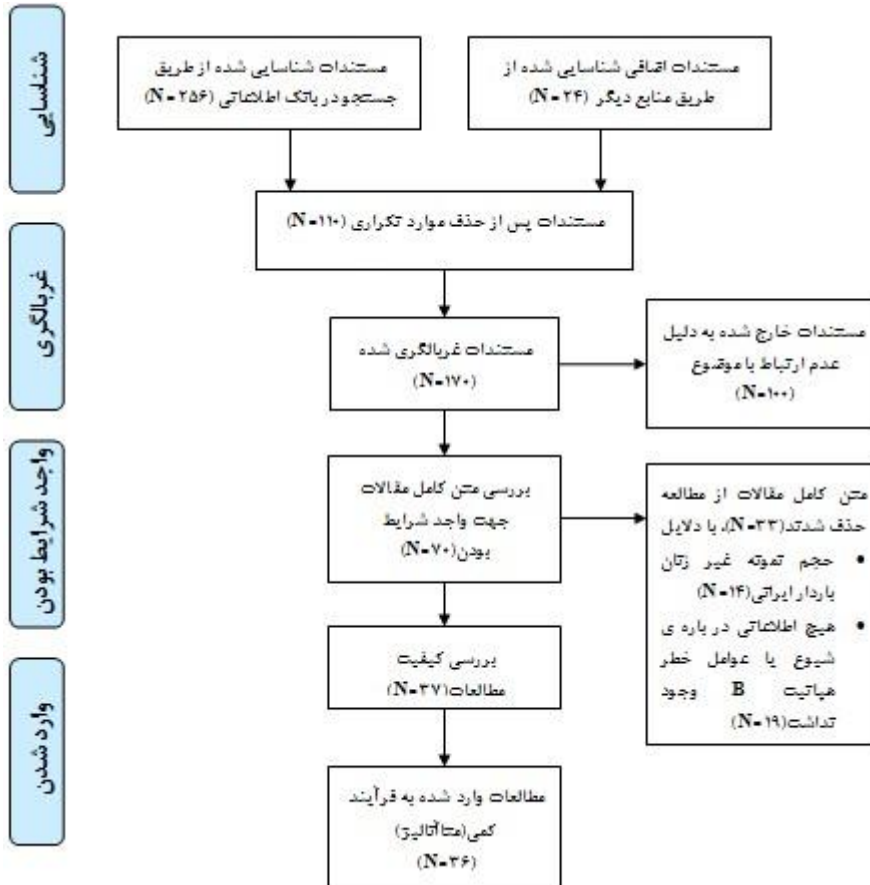 شناسایی
مستندات شناسایی شده از طریق
جستجو در بانک اطلاعاتی (N=۲۵۶)
مستندات اضافی شناسایی شده از
طریق منابع دیگر (N=۲۴)
مستندات پس از حذف موارد تکراری (N=۱۱۰)
غربالگری
مستندات غربالگری شده
(N=۱۷۰)
مستندات خارج شده به دلیل
عدم ارتباط با موضوع
(N=۱۰۰)
واجد شرایط بودن
بررسی متن کامل مقالات
جهت واجد شرایط
بودن(N=۷۰)
متن کامل مقالات از مطالعه
حذف شدند(N=۳۳)، با دلایل
• حجم نمونه غیر زنان
باردار ایرانی(N=۱۴)
• هیچ اطلاعاتی در باره ی
شیوع یا عوامل خطر
هپاتیت B وجود
نداشت(N=۱۹)
بررسی کیفیت
مطالعات(N=۳۷)
وارد شدن
مطالعات وارد شده به فرآیند
کمی(متاآنالیز)
(N=۳۶)